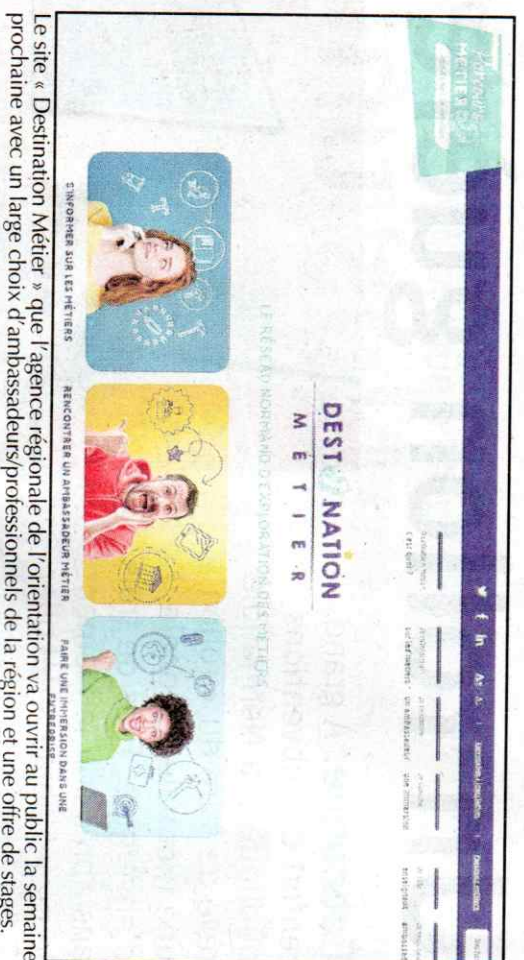 Parcours
MÉTIER
DESTINATION
MÉTIER
LE RÉSEAU NORMAND D'EXPLORATION DES MÉTIERS
S'INFORMER SUR LES MÉTIERS
RENCONTRER UN AMBASSADEUR MÉTIER
FAIRE UNE IMMERSION DANS UNE
ENTREPRISE
Le site « Destination Métier » que l'agence régionale de l'orientation va ouvrir au public la semaine
prochaine avec un large choix d'ambassadeurs/professionnels de la région et une offre de stages.